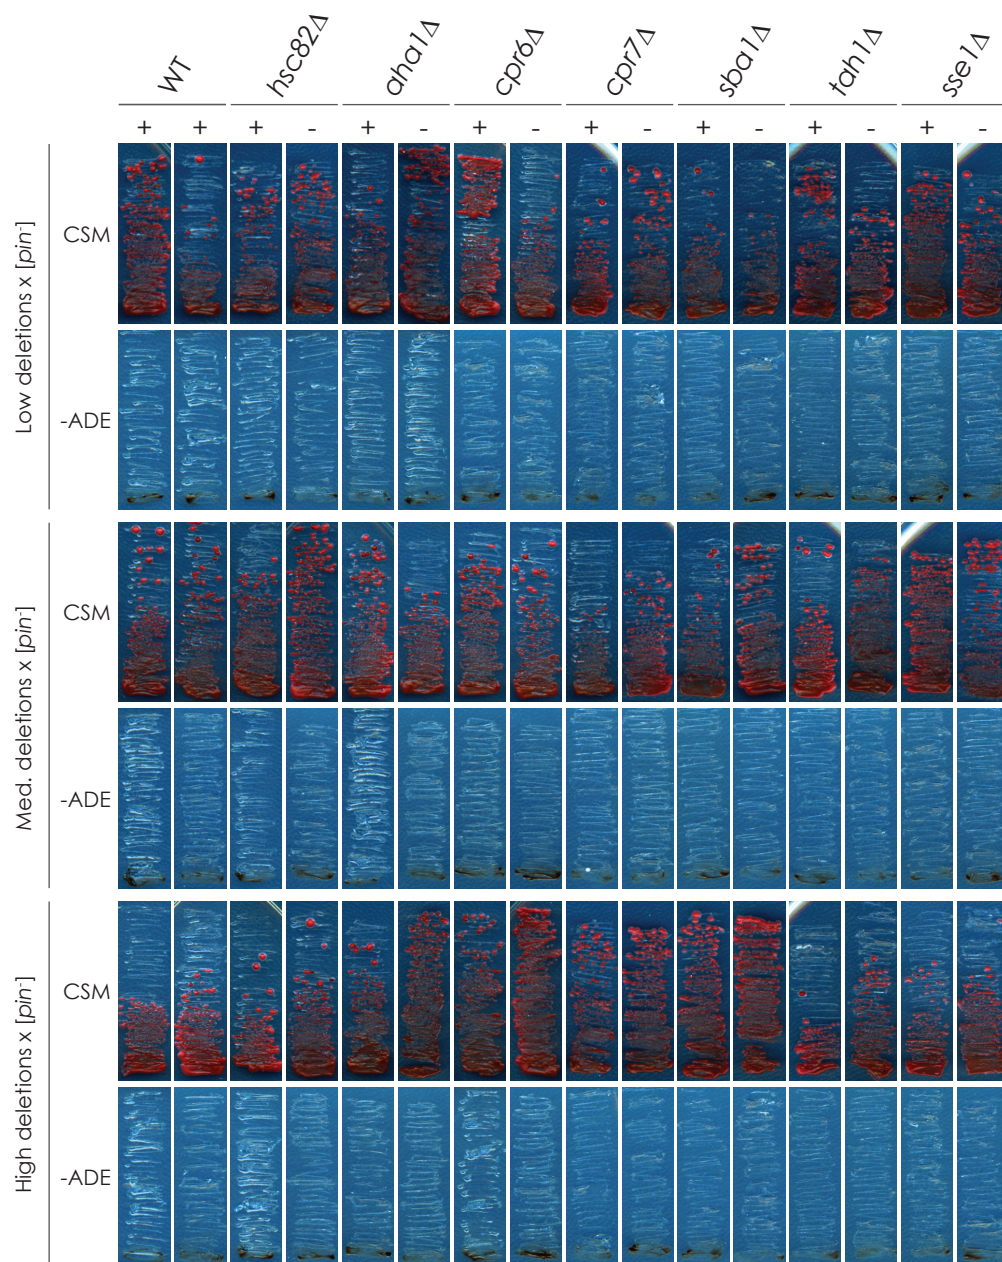 WT hsc82Δ aha1Δ cpr6Δ cpr7Δ sba1Δ tah1Δ sse1Δ
+ + + - + - + - + - + - + - + -
Low deletions x [pin-]
CSM
-ADE
Med. deletions x [pin-]
CSM
-ADE
High deletions x [pin-]
CSM
-ADE